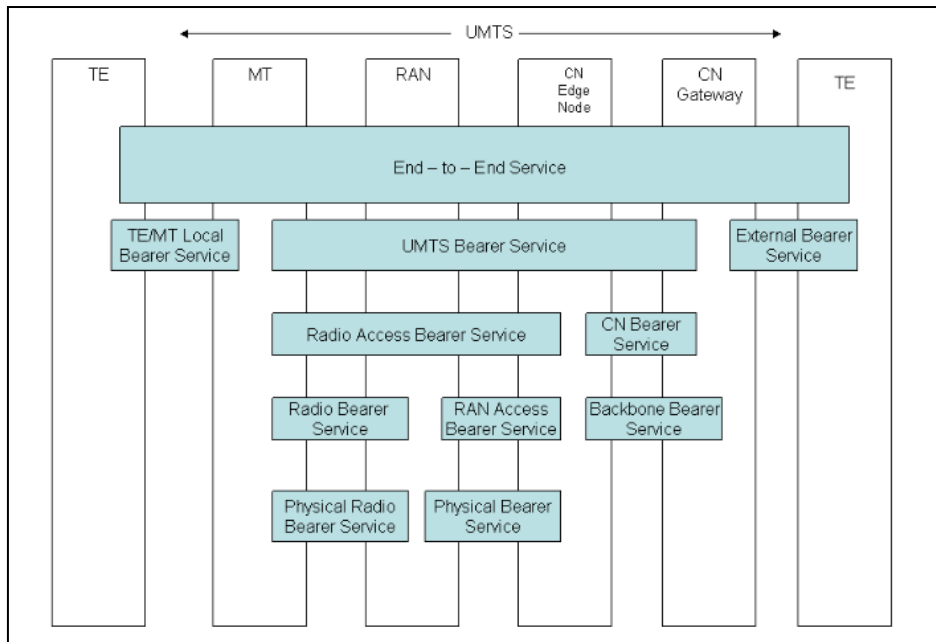 UMTS
TE
MT
RAN
CN
Edge
Node
CN
Gateway
TE
End – to – End Service
TE/MT Local
Bearer Service
UMTS Bearer Service
External Bearer
Service
Radio Access Bearer Service
CN Bearer
Service
Radio Bearer
Service
RAN Access
Bearer Service
Backbone Bearer
Service
Physical Radio
Bearer Service
Physical Bearer
Service